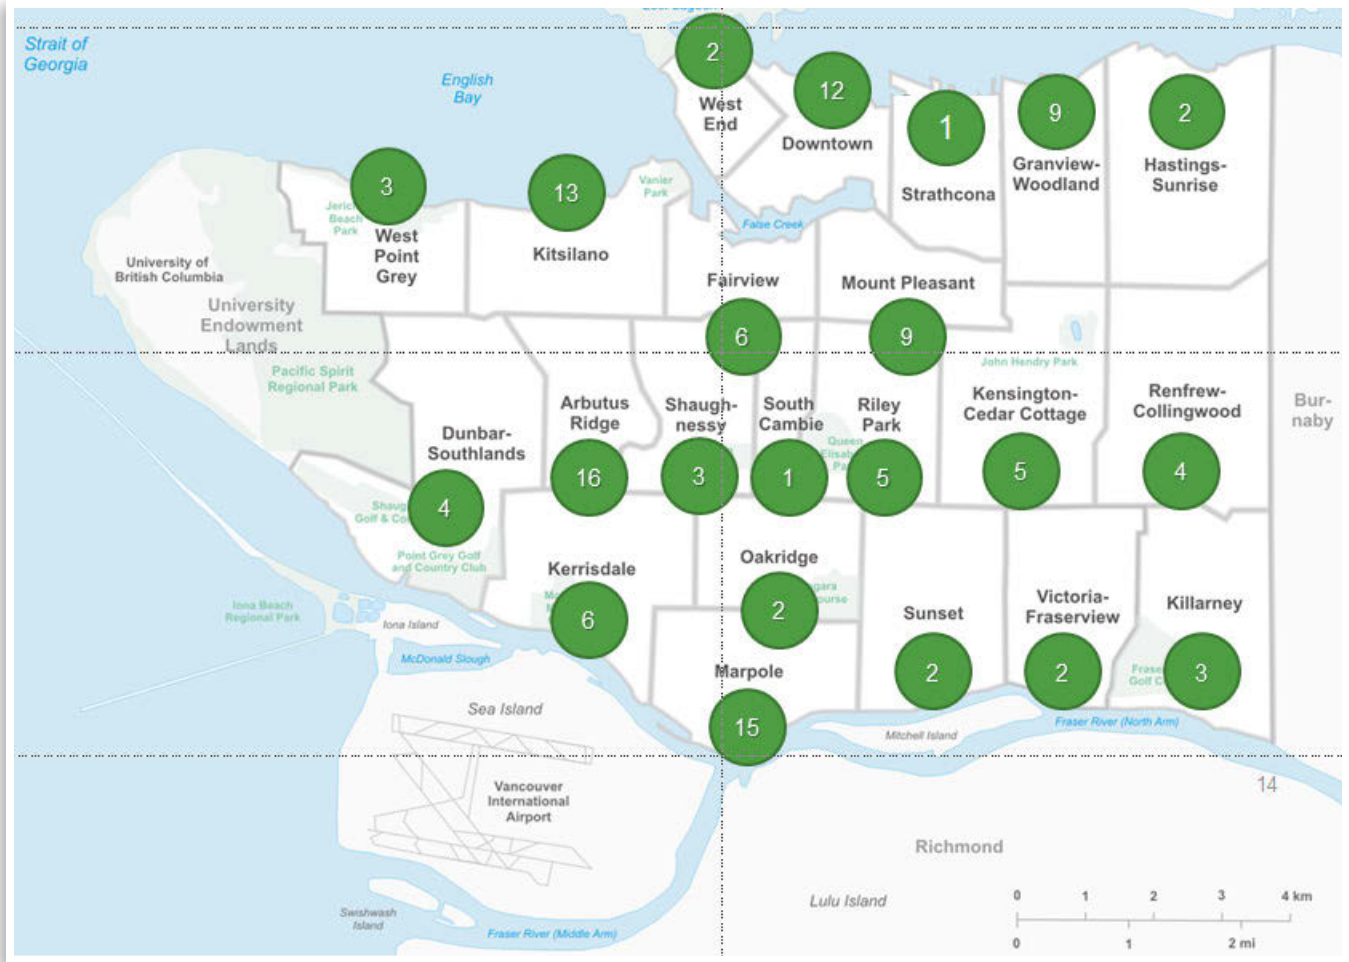 Strait of
Georgia
English
Bay
2
West
End
12
Downtown
1
Strathcona
9
Granview-
Woodland
2
Hastings-
Sunrise
3
Beach
Park
West
Point
Grey
13
Kitsilano
Vanier
Park
False Creek
University of
British Columbia
University
Endowment
Lands
Pacific Spirit
Regional Park
Fairview
6
Mount Pleasant
9
John Hendry Park
Dunbar-
Southlands
4
Arbutus
Ridge
16
Shaugh-
nessy
3
South
Cambie
1
Riley
Park
5
Queen
Kensington-
Cedar Cottage
5
Renfrew-
Collingwood
4
Bur-
naby
Golf &
Point Grey Golf
and Country Club
Kerrisdale
6
Oakridge
2
Marpole
15
Sunset
2
Victoria-
Fraserview
2
Killarney
3
Golf
Iona Beach
Regional Park
Iona Island
McDonald Slough
Sea Island
Vancouver
International
Airport
Mitchell Island
Fraser River (North Arm)
14
Richmond
Lulu Island
Swishwash
Island
Fraser River (Middle Arm)
0 1 2 3 4 km
0 1 2 mi